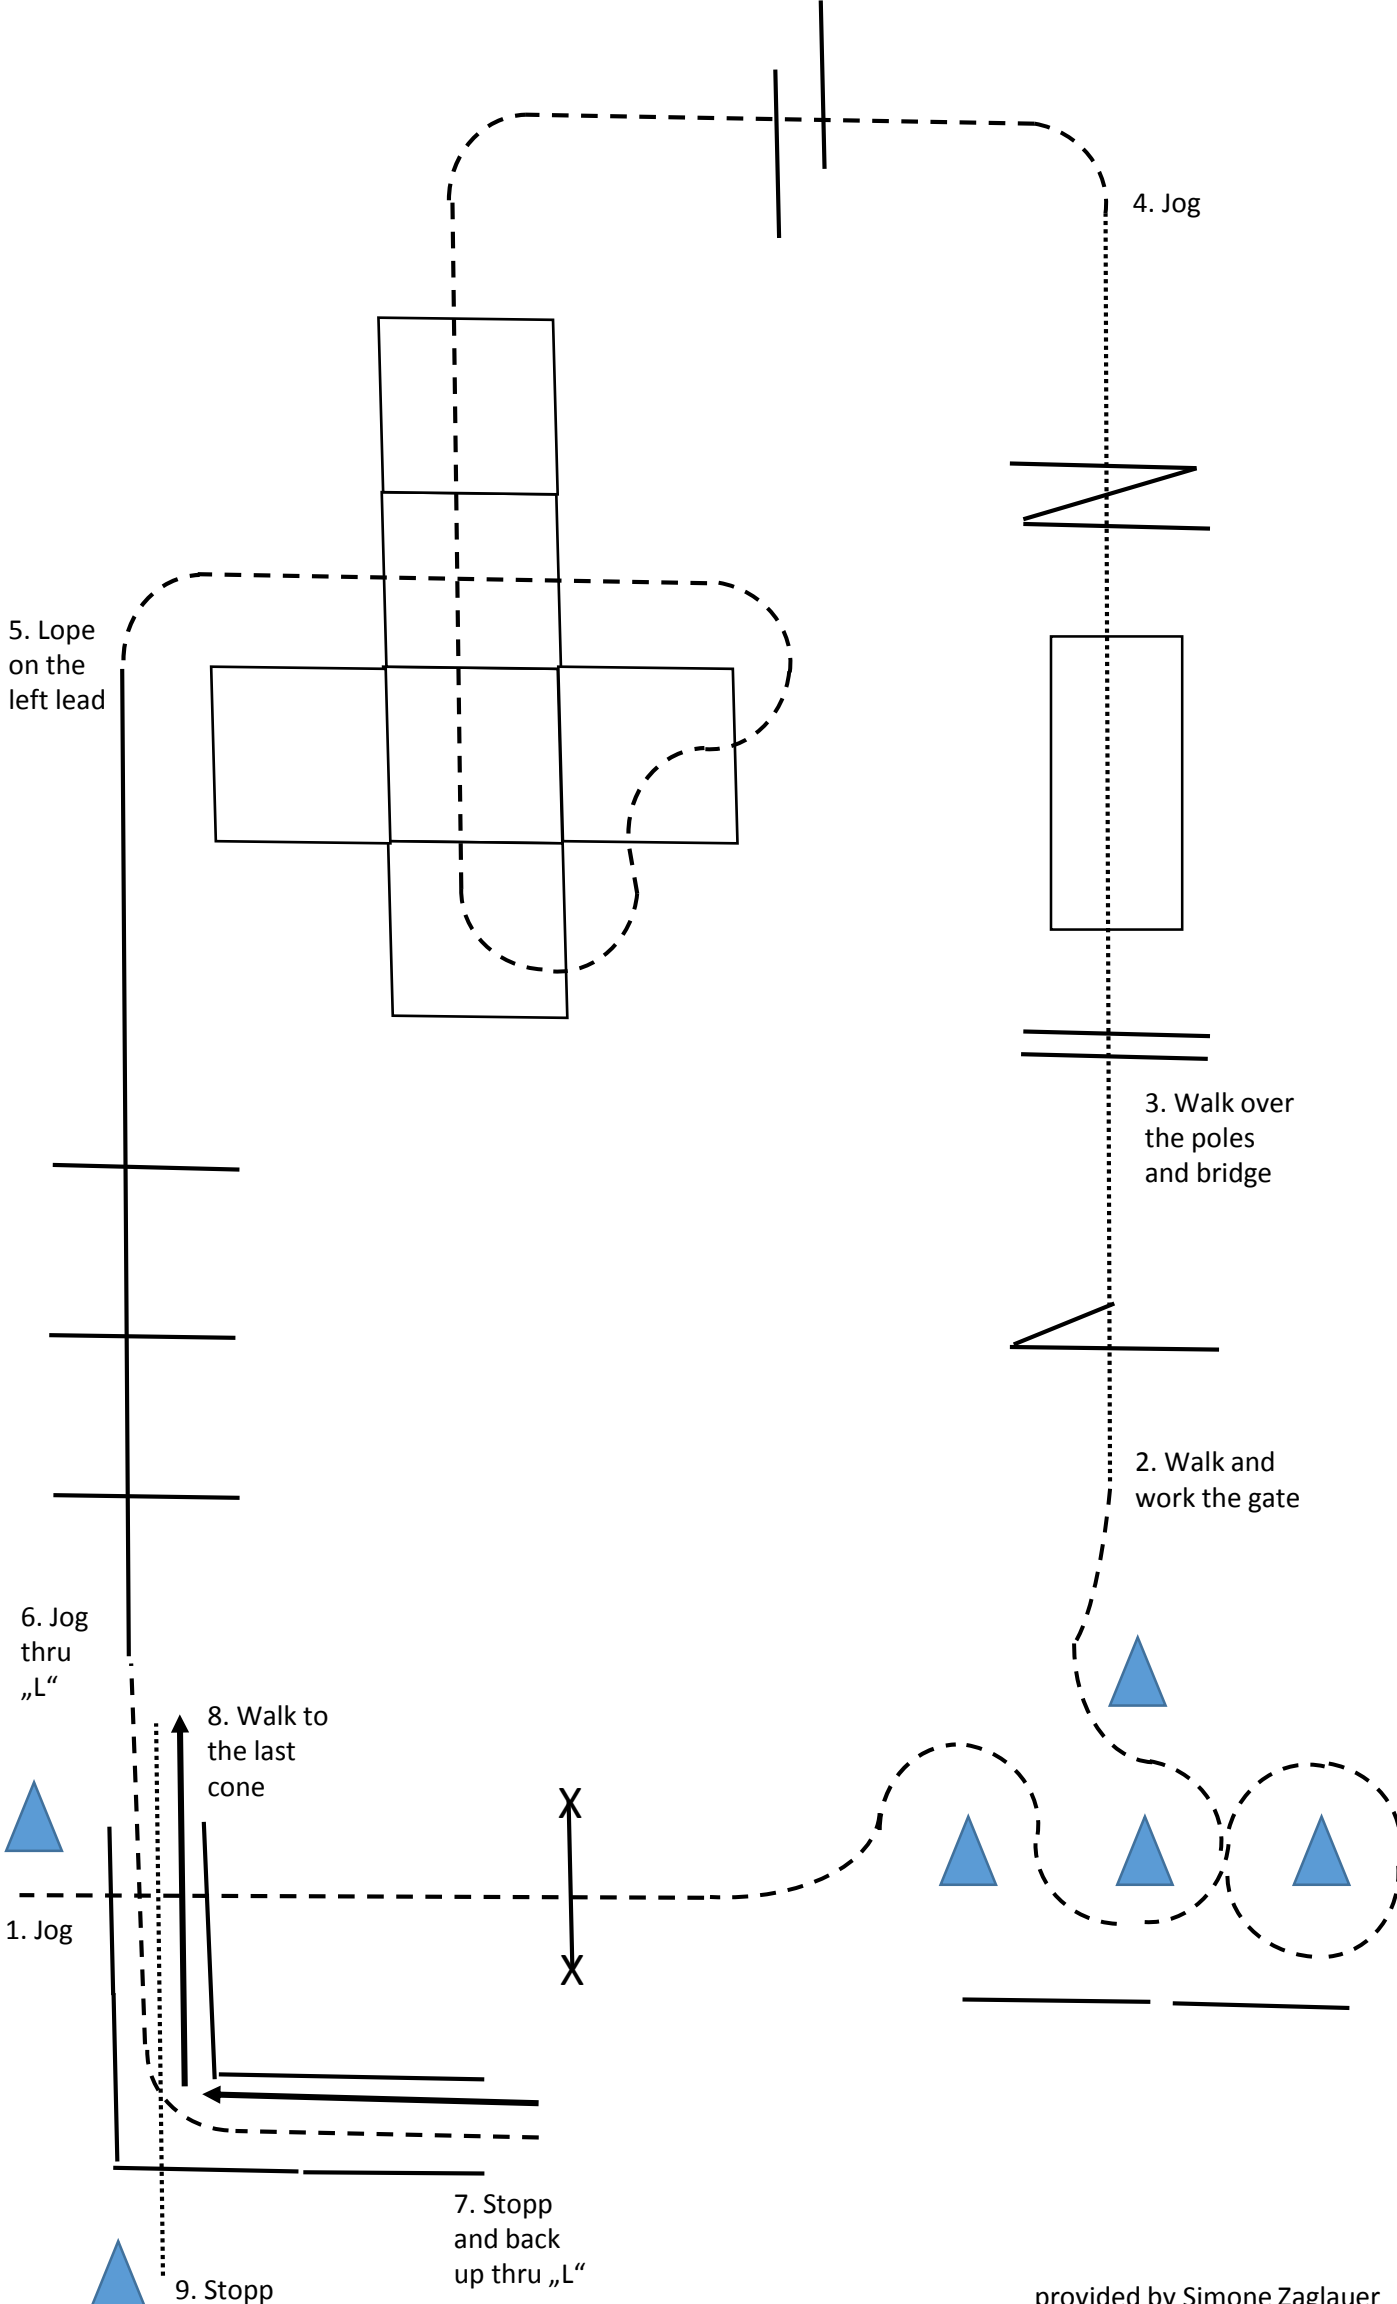 4. Jog
5. Lope
on the
left lead
3. Walk over
the poles
and bridge
2. Walk and
work the gate
6. Jog
thru
„L“
8. Walk to
the last
cone
X
1. Jog
X
7. Stopp
and back
up thru „L“
9. Stopp
provided by Simone Zaglauer